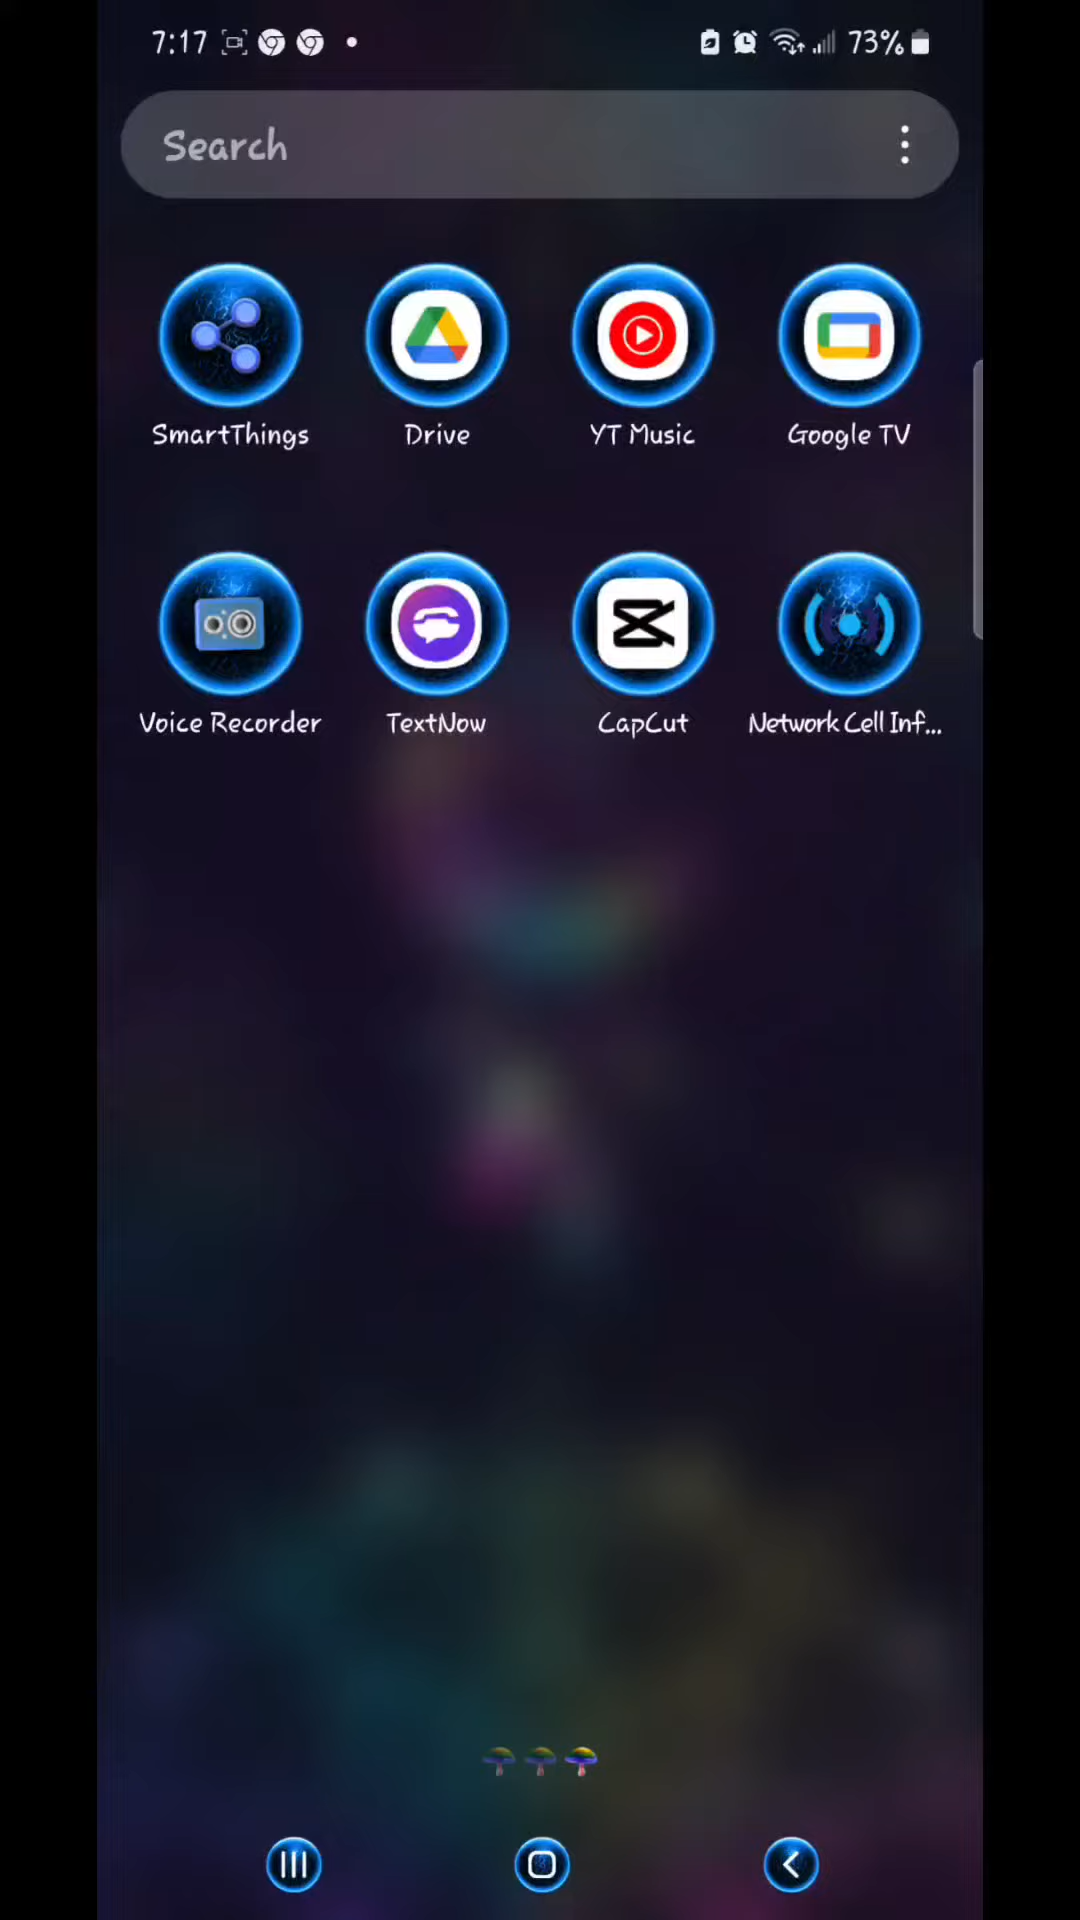 7:17 73%
Search
SmartThings Drive YT Music Google TV
Voice Recorder TextNow CapCut Network Cell Inf...